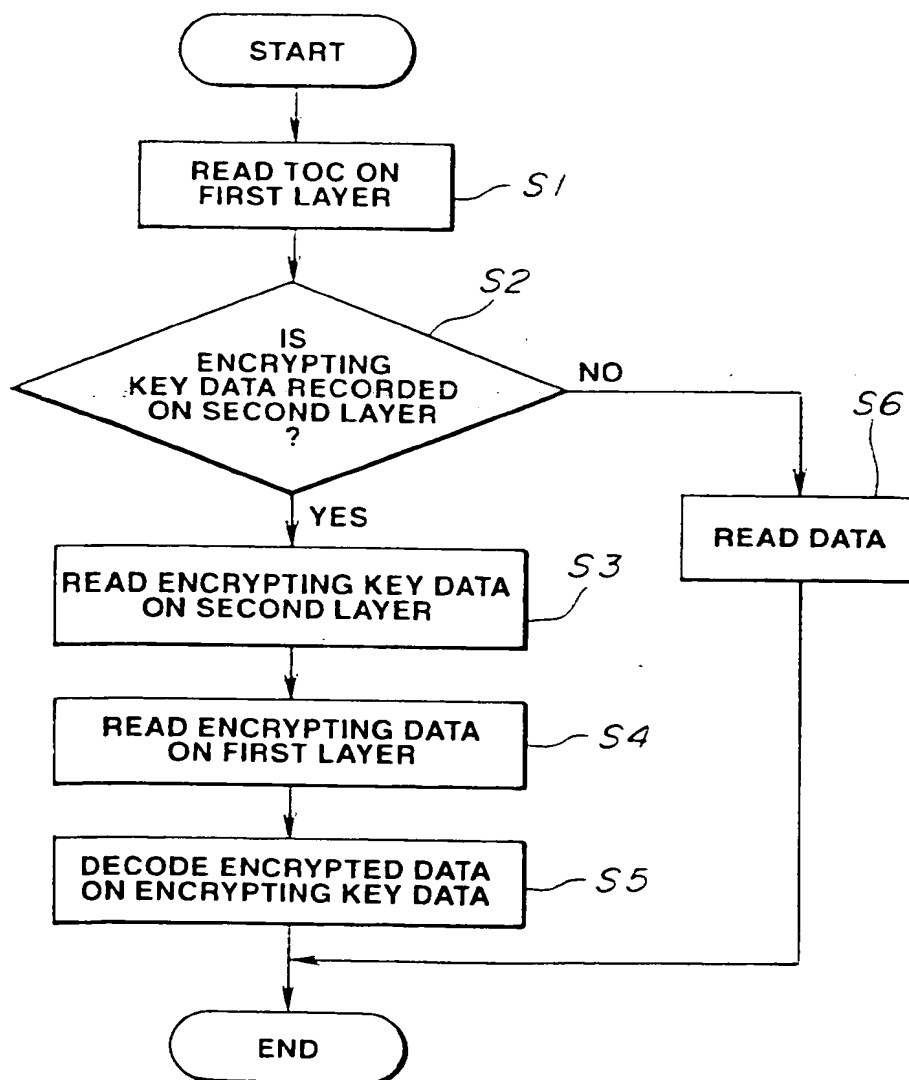 START
READ TOC ON
FIRST LAYER
S1
S2
IS
ENCRYPTING
KEY DATA RECORDED
ON SECOND LAYER
?
NO
S6
READ DATA
YES
READ ENCRYPTING KEY DATA
ON SECOND LAYER
S3
READ ENCRYPTING DATA
ON FIRST LAYER
S4
DECODE ENCRYPTED DATA
ON ENCRYPTING KEY DATA
S5
END